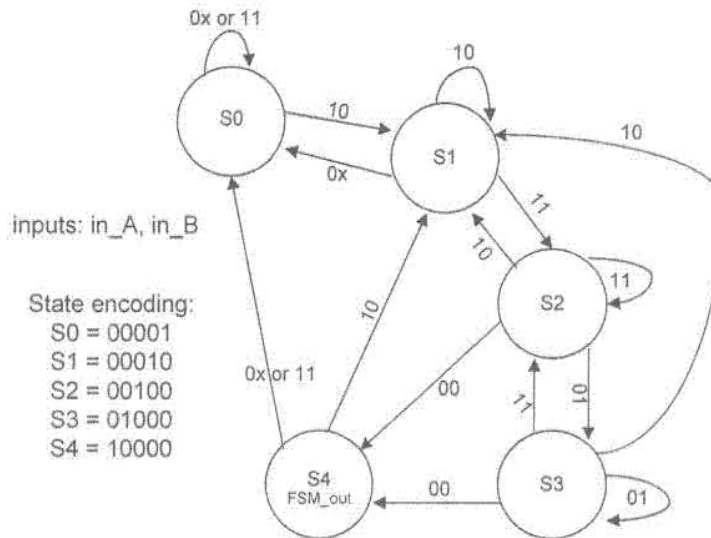 0x or 11
10
S0
10
S1
10
0x
inputs: in_A, in_B
11
10
S2
11
State encoding:
S0 = 00001
S1 = 00010
S2 = 00100
S3 = 01000
S4 = 10000
10
0x or 11
00
11
01
S4
FSM_out
00
S3
01